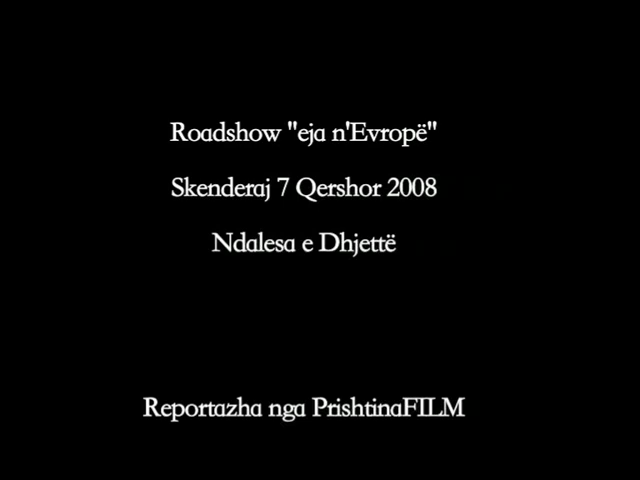 Roadshow "eja n'Evropë"
Skenderaj 7 Qershor 2008
Ndalesa e Dhjettë
Reportazha nga PrishtinaFILM